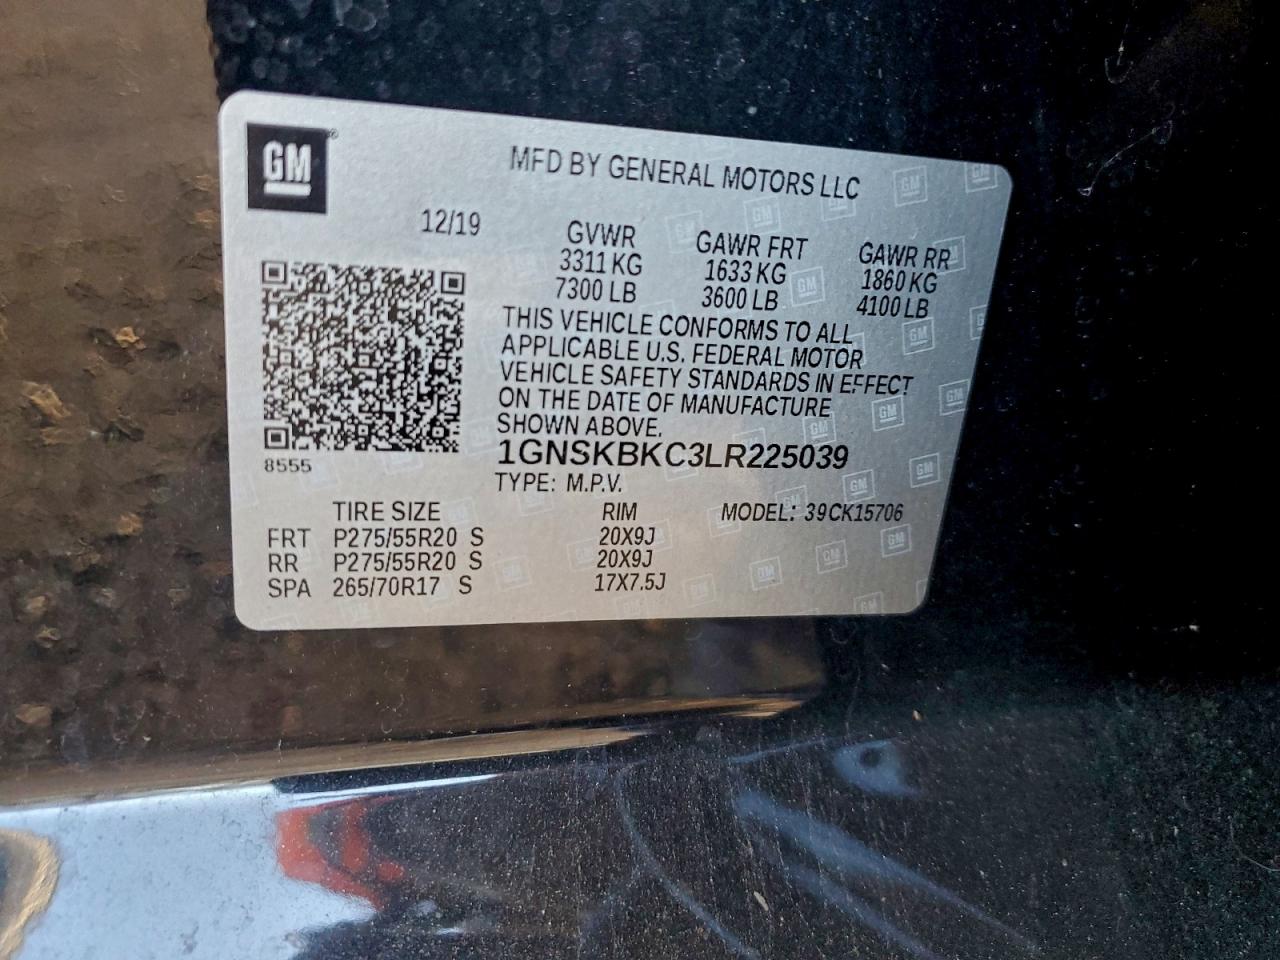 GM
MFD BY GENERAL MOTORS LLC
12/19
GVWR GAWR FRT GAWR RR
3311 KG 1633 KG 1860 KG
7300 LB 3600 LB 4100 LB
THIS VEHICLE CONFORMS TO ALL
APPLICABLE U.S. FEDERAL MOTOR
VEHICLE SAFETY STANDARDS IN EFFECT
ON THE DATE OF MANUFACTURE
SHOWN ABOVE.
8555
1GNSKBKC3LR225039
TYPE: M.P.V.
TIRE SIZE RIM MODEL: 39CK15706
FRT P275/55R20 S 20X9J
RR P275/55R20 S 20X9J
SPA 265/70R17 S 17X7.5J